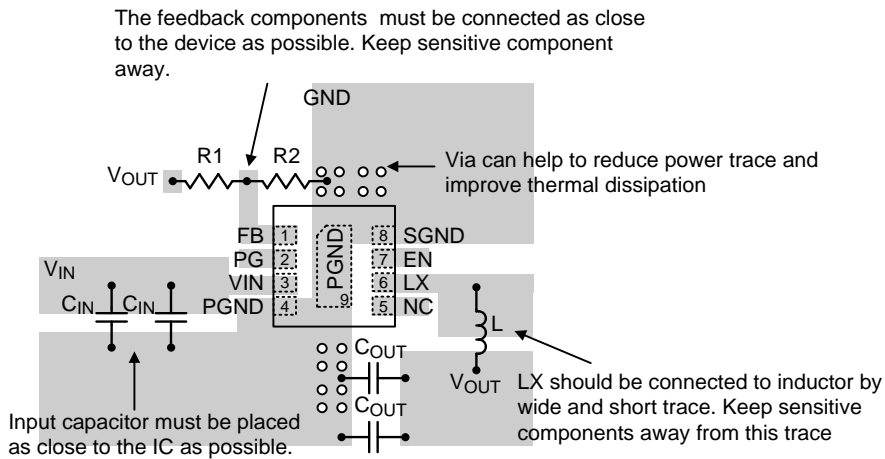 The feedback components must be connected as close
to the device as possible. Keep sensitive component
away.
GND
R1
R2
VOUT
Via can help to reduce power trace and
improve thermal dissipation
FB 1
PG 2
VIN 3
PGND 4
PGND
9
8 SGND
7 EN
6 LX
5 NC
VIN
CIN
CIN
L
VOUT
COUT
COUT
LX should be connected to inductor by
wide and short trace. Keep sensitive
components away from this trace
Input capacitor must be placed
as close to the IC as possible.